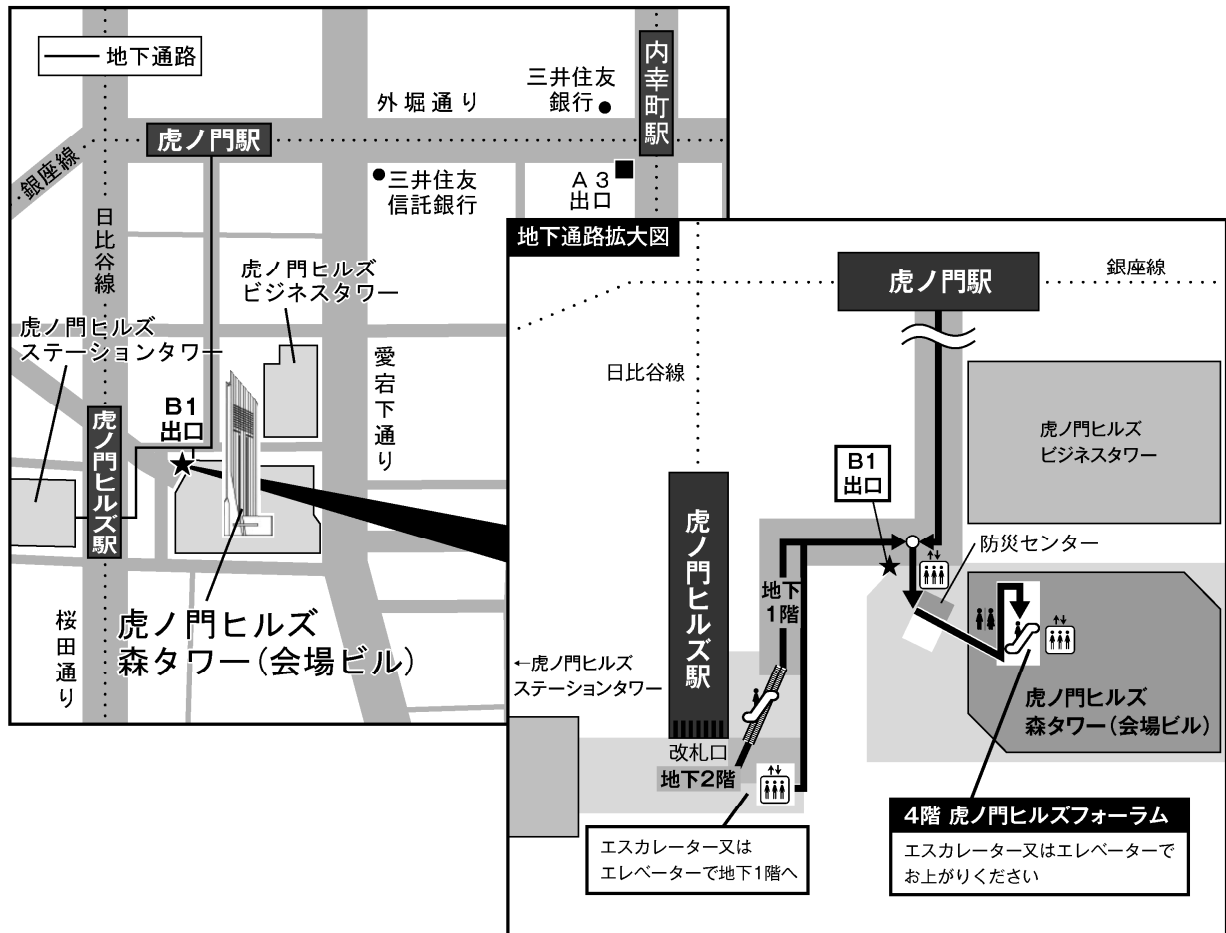 地下通路
内幸町駅
三井住友
銀行
外堀通り
虎ノ門駅
銀座線
三井住友
信託銀行
A3
出口
日比谷線
虎ノ門ヒルズ
ビジネスタワー
虎ノ門ヒルズ
ステーションタワー
愛宕下通り
B1
出口
虎ノ門ヒルズ駅
桜田通り
虎ノ門ヒルズ
森タワー(会場ビル)
地下通路拡大図
虎ノ門駅
銀座線
日比谷線
虎ノ門ヒルズ
ビジネスタワー
B1
出口
虎ノ門ヒルズ駅
防災センター
地下
1階
←虎ノ門ヒルズ
ステーションタワー
虎ノ門ヒルズ
森タワー(会場ビル)
改札口
地下2階
4階 虎ノ門ヒルズフォーラム
エスカレーター又はエレベーターで
お上がりください
エスカレーター又は
エレベーターで地下1階へ